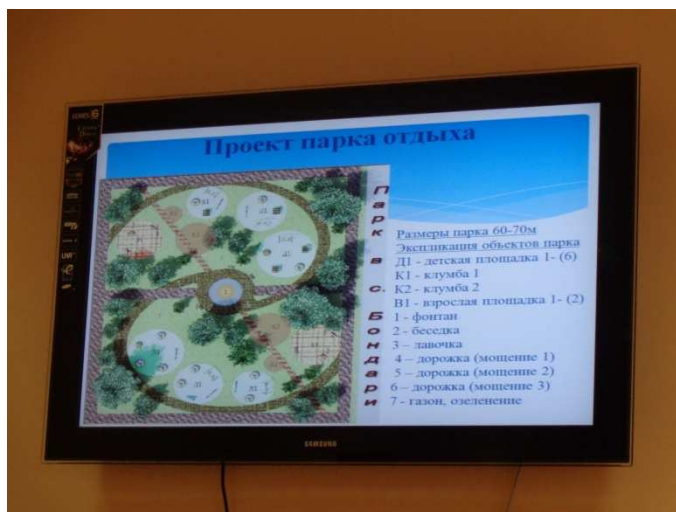 Проект парка отдыха
Парк в с. Бондари
Размеры парка 60-70м
Экспликация объектов парка
Д1 - детская площадка 1- (6)
К1 - клумба 1
К2 - клумба 2
В1 - взрослая площадка 1- (2)
1 - фонтан
2 - беседка
3 – лавочка
4 – дорожка (мощение 1)
5 – дорожка (мощение 2)
6 – дорожка (мощение 3)
7 - газон, озеленение
SAMSUNG